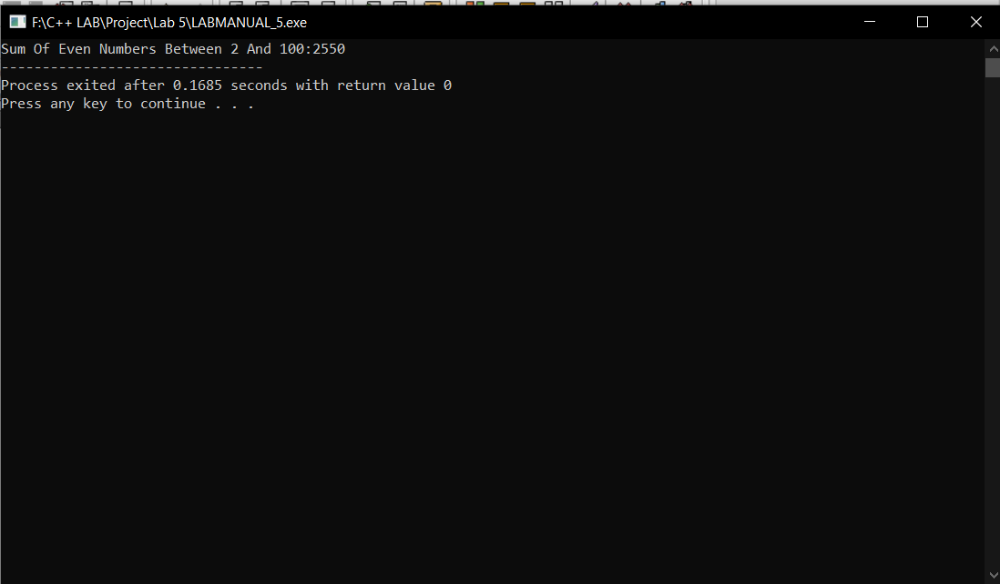 F:\C++ LAB\Project\Lab 5\LABMANUAL_5.exe
Sum Of Even Numbers Between 2 And 100:2550
--------------------------------
Process exited after 0.1685 seconds with return value 0
Press any key to continue . . .